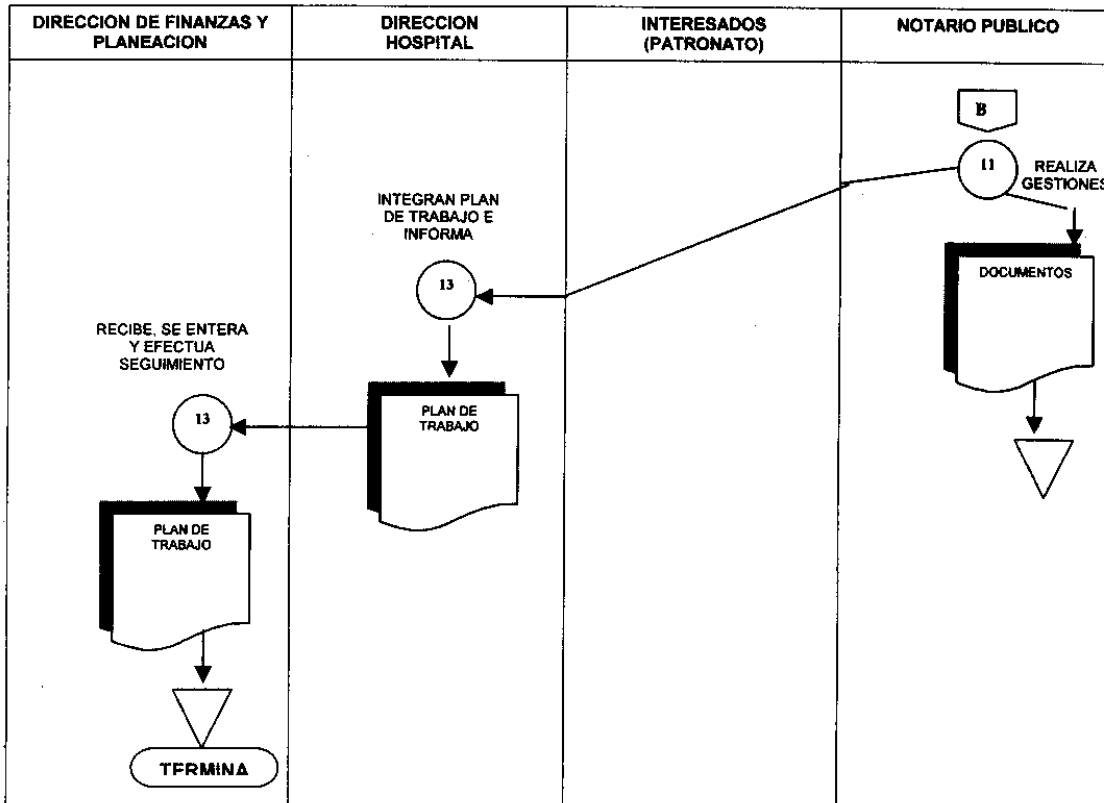 DIRECCION DE FINANZAS Y
PLANEACION
DIRECCION
HOSPITAL
INTERESADOS
(PATRONATO)
NOTARIO PUBLICO
B
11
REALIZA
GESTIONES
DOCUMENTOS
INTEGRAN PLAN
DE TRABAJO E
INFORMA
13
PLAN DE
TRABAJO
RECIBE, SE ENTERA
Y EFECTUA
SEGUIMIENTO
13
PLAN DE
TRABAJO
TERMINA